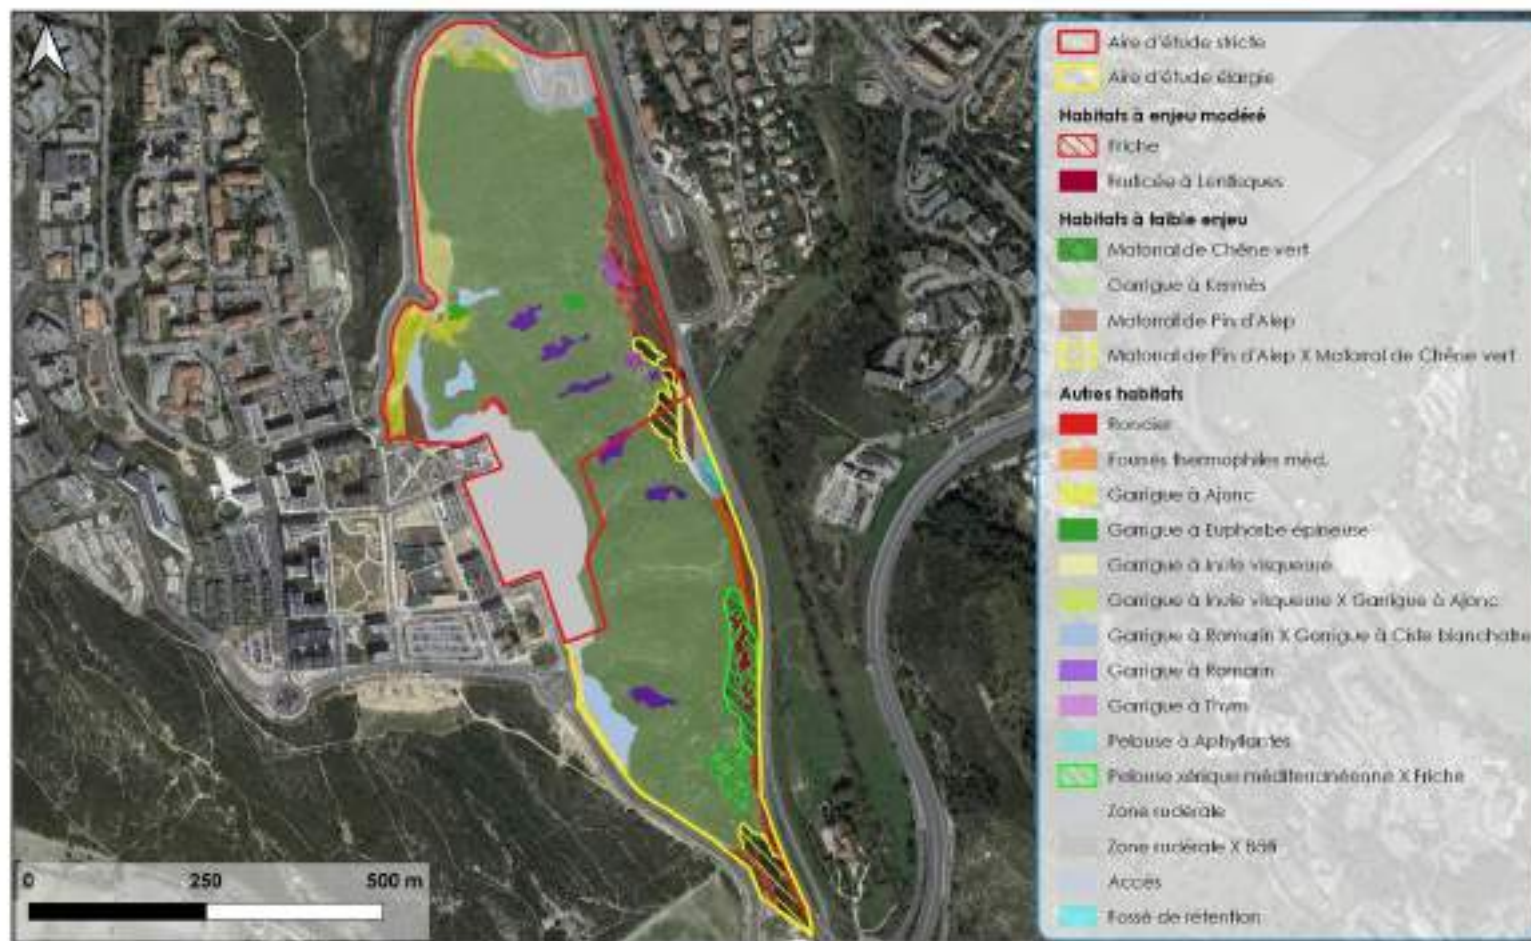 Aire d'étude stricte
Aire d'étude élargie
Habitats à enjeu modéré
Friche
Fruticée à Lentisques
Habitats à faible enjeu
Matorral de Chêne vert
Garrigue à Kermès
Matorral de Pin d'Alep
Matorral de Pin d'Alep X Matorral de Chêne vert
Autres habitats
Roncier
Fourrés thermophiles méd.
Garrigue à Ajonc
Garrigue à Euphorbe épineuse
Garrigue à Inule visqueuse
Garrigue à Inule visqueuse X Garrigue à Ajonc
Garrigue à Romarin X Garrigue à Ciste blanchatre
Garrigue à Romarin
Garrigue à Thym
Pelouse à Aphyllantes
Pelouse xérique méditerranéenne X Friche
Zone rudérale
Zone rudérale X Bâti
Accès
Fossé de rétention
0 250 500 m